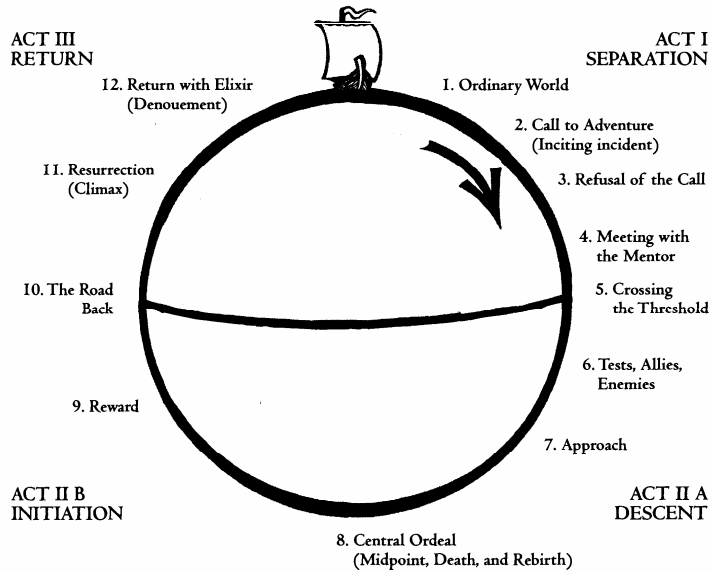 ACT III
RETURN
ACT I
SEPARATION
12. Return with Elixir
(Denouement)
1. Ordinary World
2. Call to Adventure
(Inciting incident)
11. Resurrection
(Climax)
3. Refusal of the Call
4. Meeting with
the Mentor
10. The Road
Back
5. Crossing
the Threshold
6. Tests, Allies,
Enemies
9. Reward
7. Approach
ACT II B
INITIATION
ACT II A
DESCENT
8. Central Ordeal
(Midpoint, Death, and Rebirth)